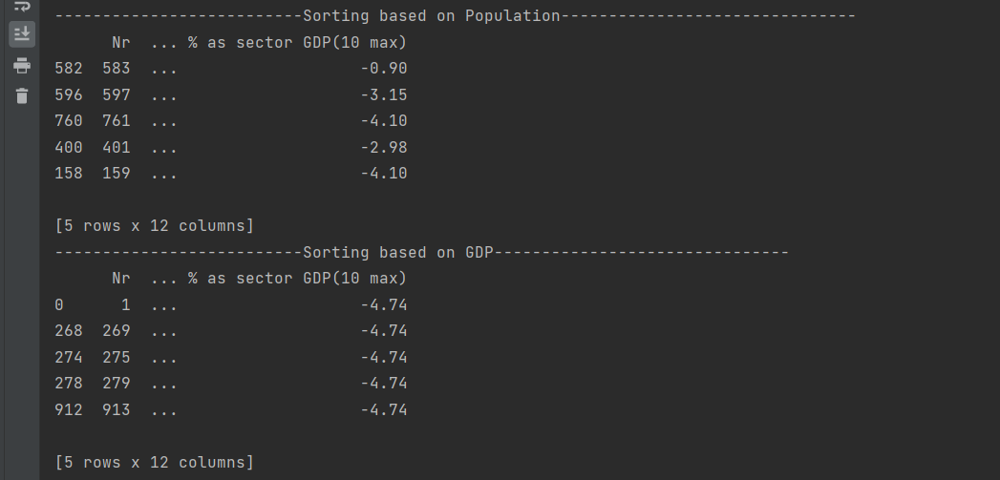 --------------------------Sorting based on Population-------------------------------
      Nr  ... % as sector GDP(10 max)
582  583  ...                   -0.90
596  597  ...                   -3.15
760  761  ...                   -4.10
400  401  ...                   -2.98
158  159  ...                   -4.10
[5 rows x 12 columns]
--------------------------Sorting based on GDP-------------------------------
      Nr  ... % as sector GDP(10 max)
0      1  ...                   -4.74
268  269  ...                   -4.74
274  275  ...                   -4.74
278  279  ...                   -4.74
912  913  ...                   -4.74
[5 rows x 12 columns]